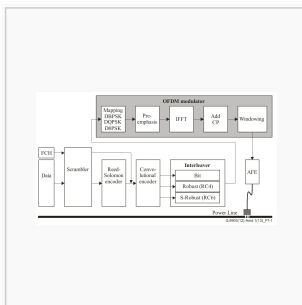 OFDM modulator
Mapping
DBPSK
DQPSK
D8PSK
Pre-
emphasis
IFFT
Add
CP
Windowing
FCH
Data
Scrambler
Reed-
Solomon
encoder
Convo-
lutional
encoder
Interleaver
Bit
Robust (RC4)
S-Robust (RC6)
AFE
Power Line